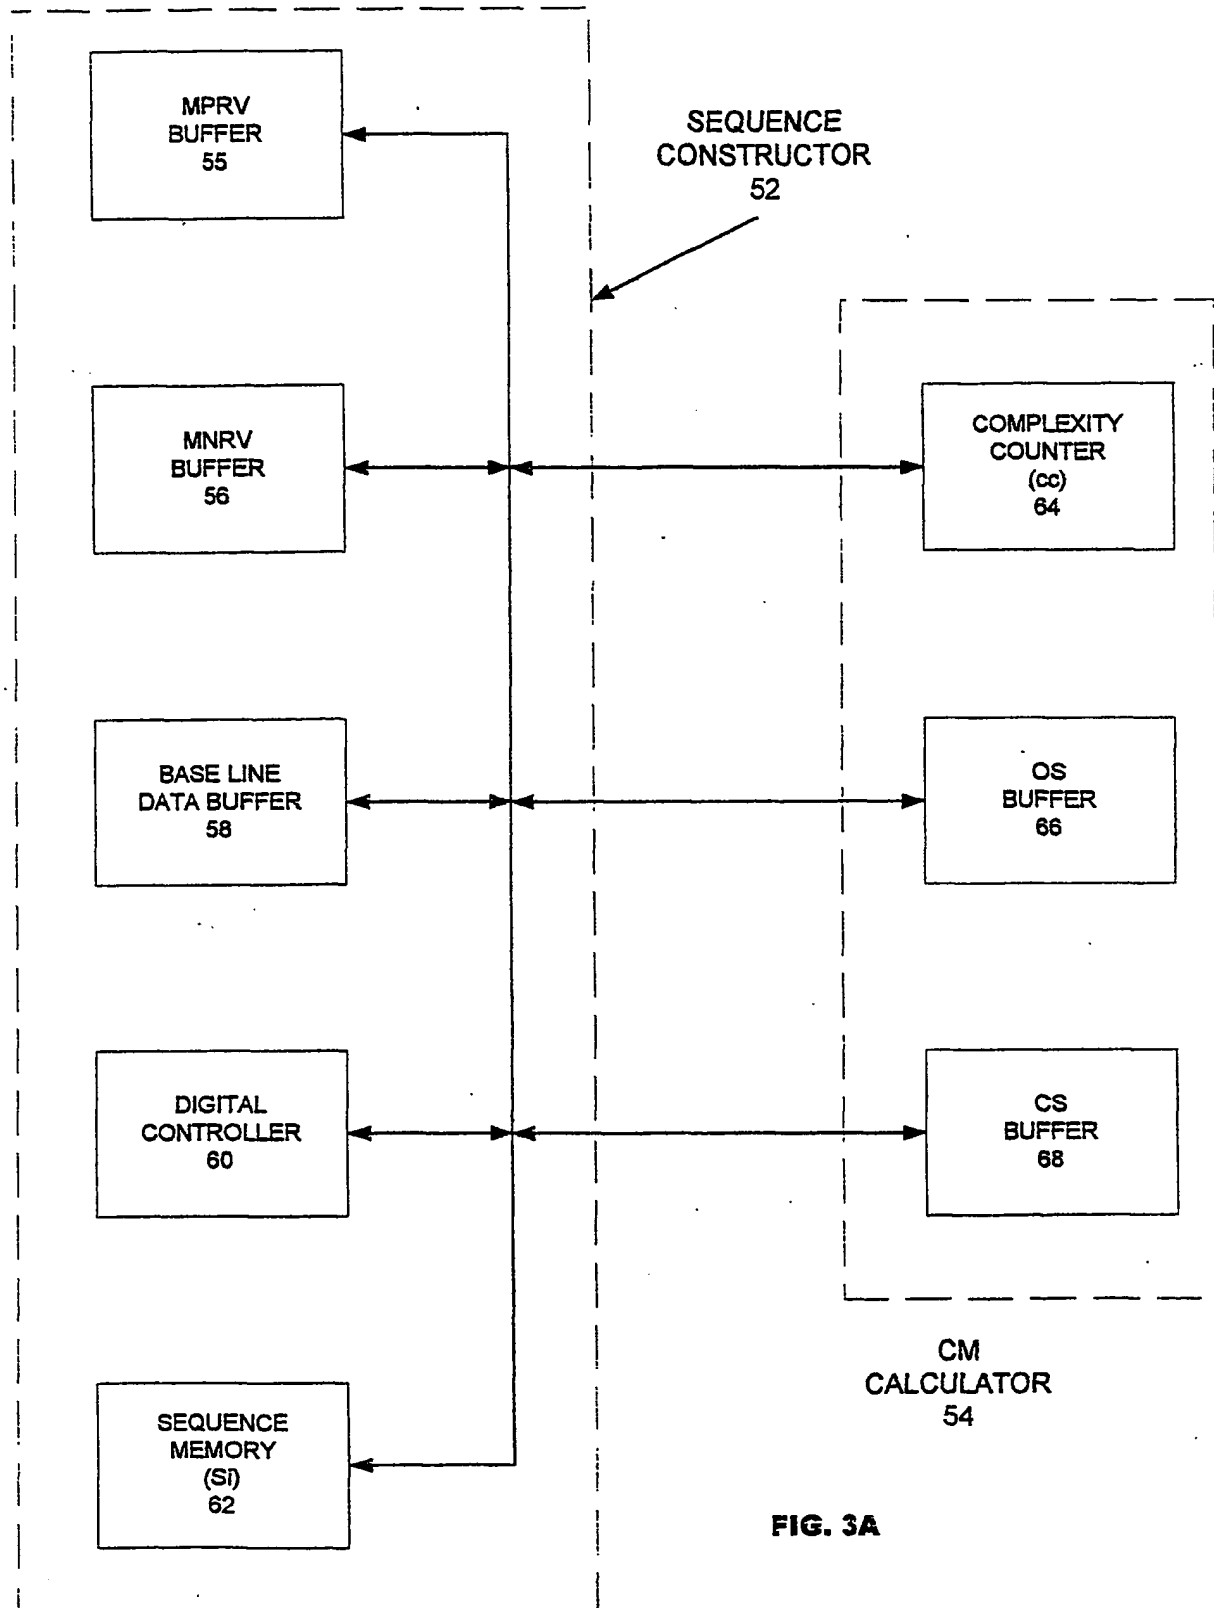 MPRV
BUFFER
55
SEQUENCE
CONSTRUCTOR
52
MNRV
BUFFER
56
COMPLEXITY
COUNTER
(cc)
64
BASE LINE
DATA BUFFER
58
OS
BUFFER
66
DIGITAL
CONTROLLER
60
CS
BUFFER
68
CM
CALCULATOR
54
SEQUENCE
MEMORY
(Si)
62
FIG. 3A